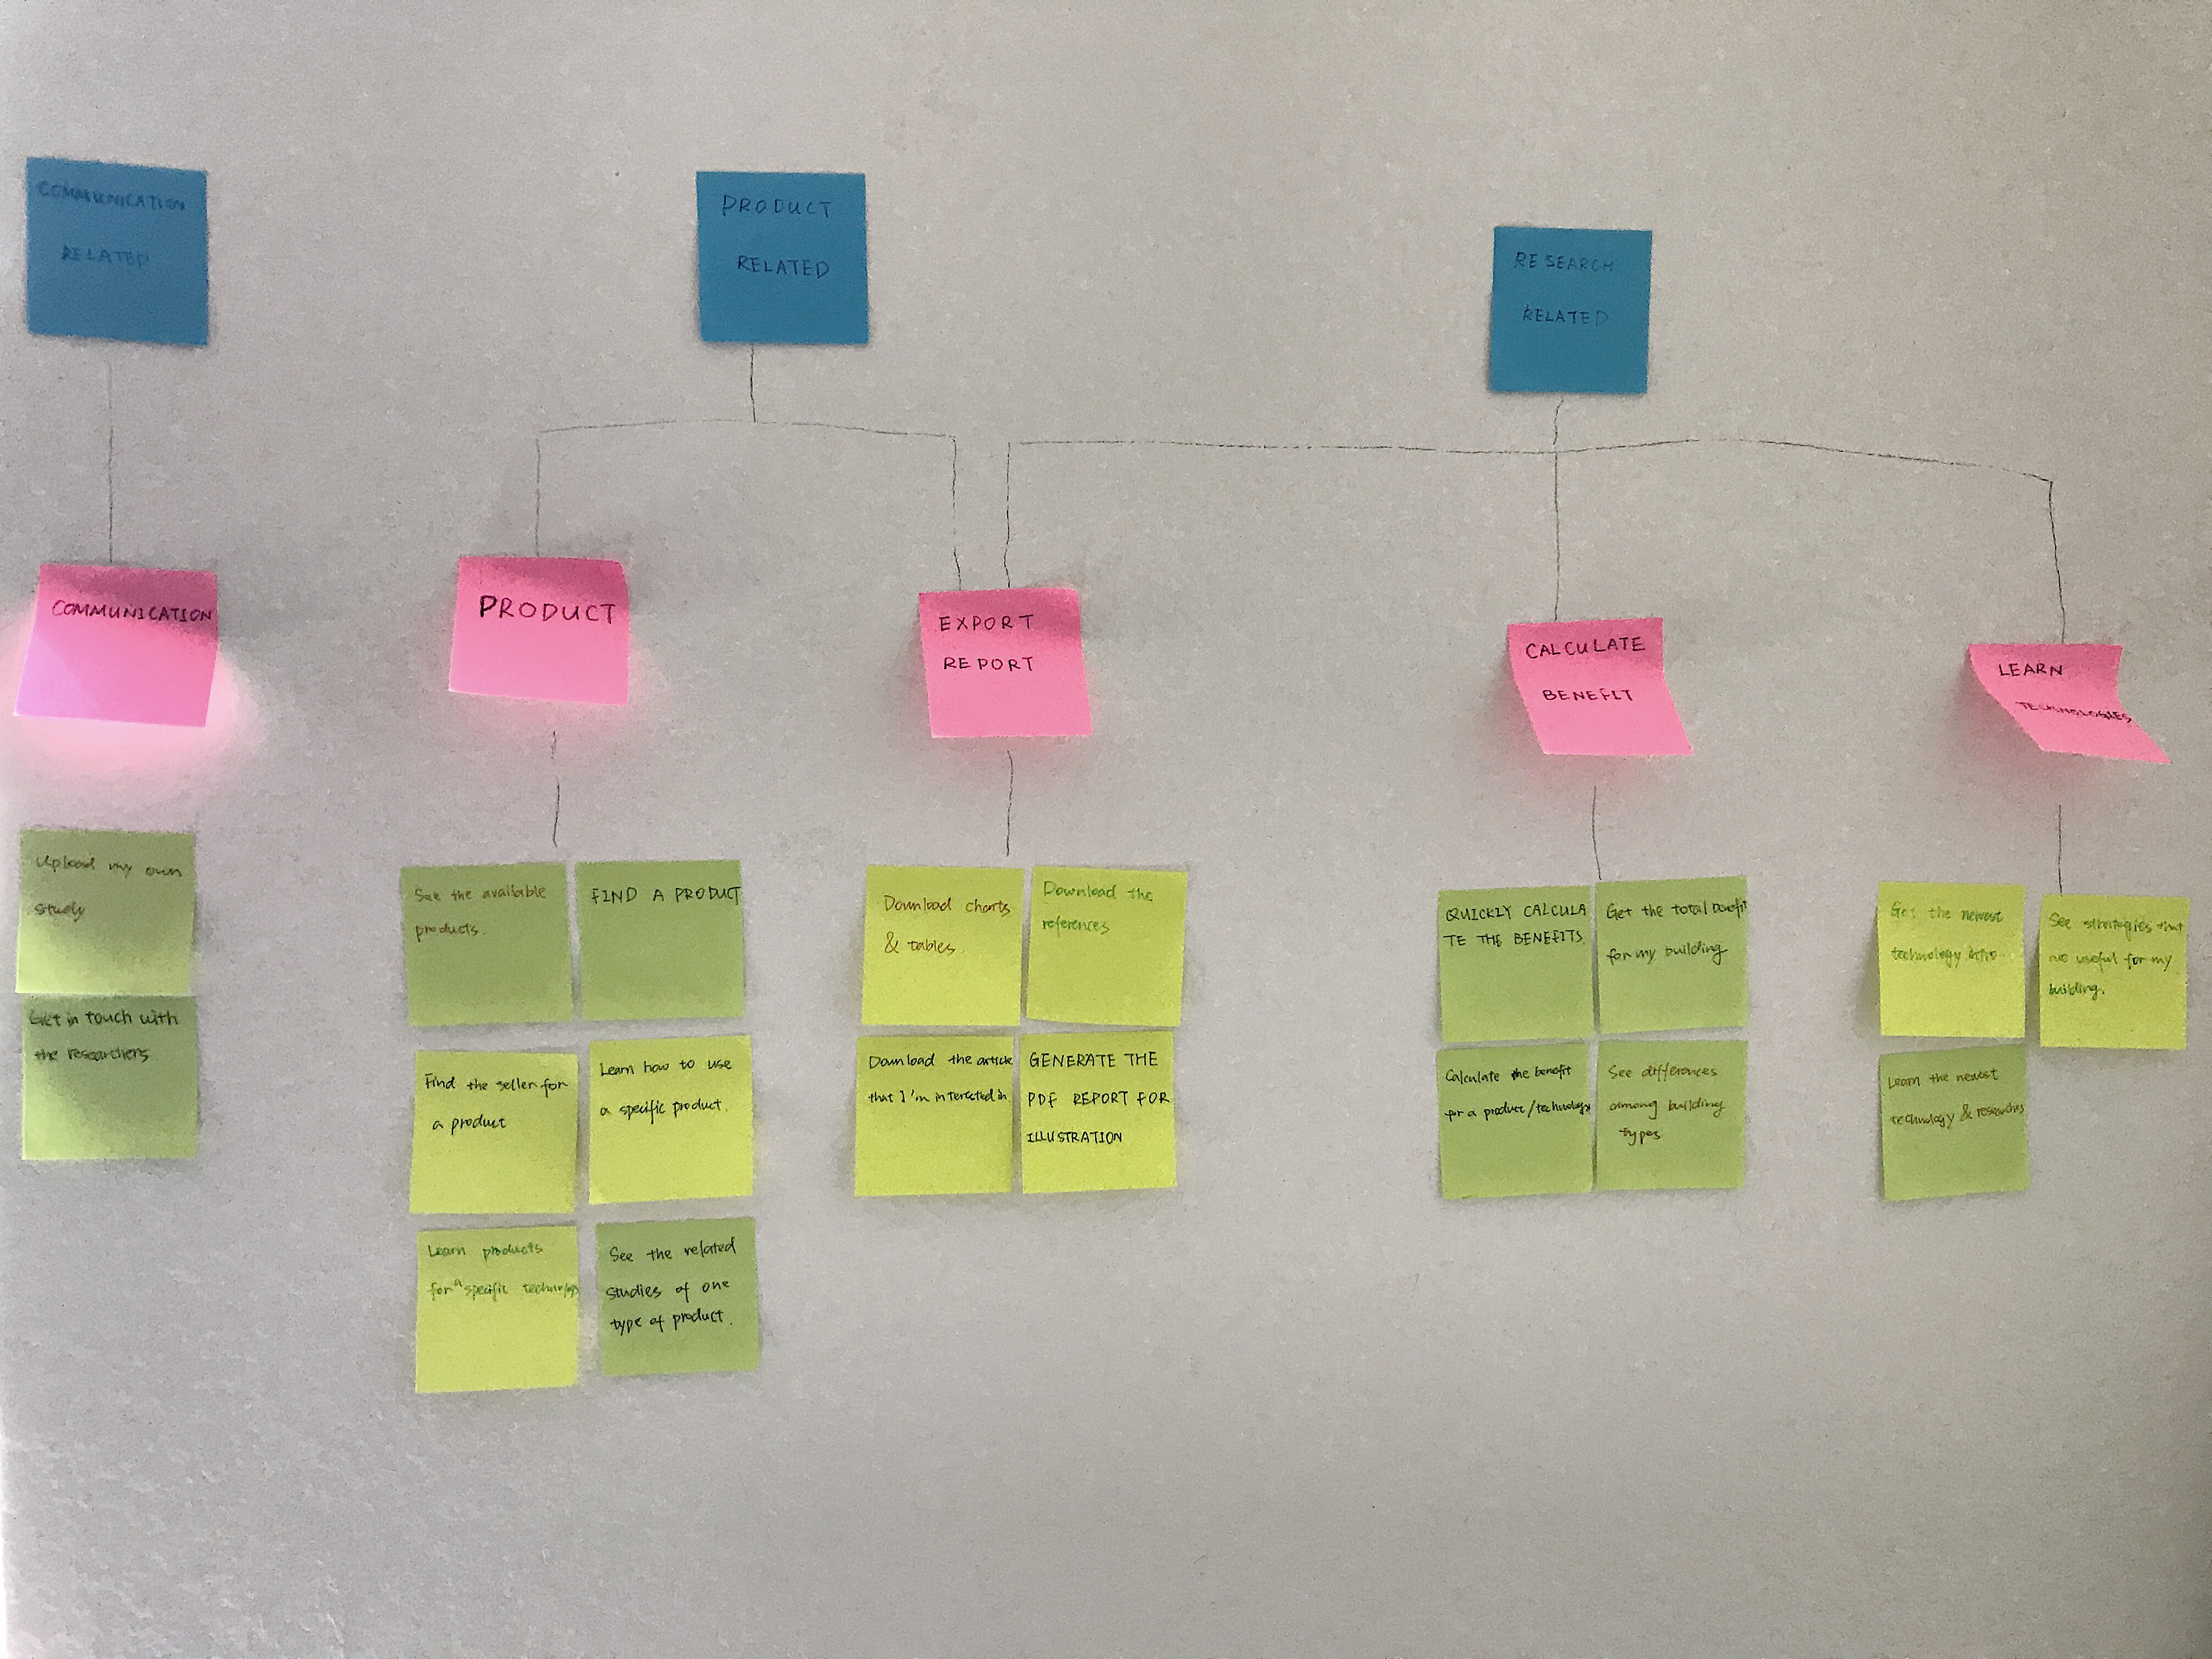 COMMUNICATION
RELATED
PRODUCT
RELATED
RESEARCH
RELATED
COMMUNICATION
PRODUCT
EXPORT
REPORT
CALCULATE
BENEFIT
LEARN
TECHNOLOGIES
Upload my own
study
Get in touch with
the researchers
See the available
products.
FIND A PRODUCT
Find the seller for
a product
Learn how to use
a specific product.
Learn products
for a specific technology
See the related
studies of one
type of product.
Download charts
& tables.
Download the
references
Download the article
that I'm interested in.
GENERATE THE
PDF REPORT FOR
ILLUSTRATION
QUICKLY CALCULA
TE THE BENEFITS.
Get the total benefit
for my building
Calculate the benefit
for a product/technology
See differences
among building
types
Get the newest
technology intro
See strategies that
are useful for my
building.
Learn the newest
technology & researches